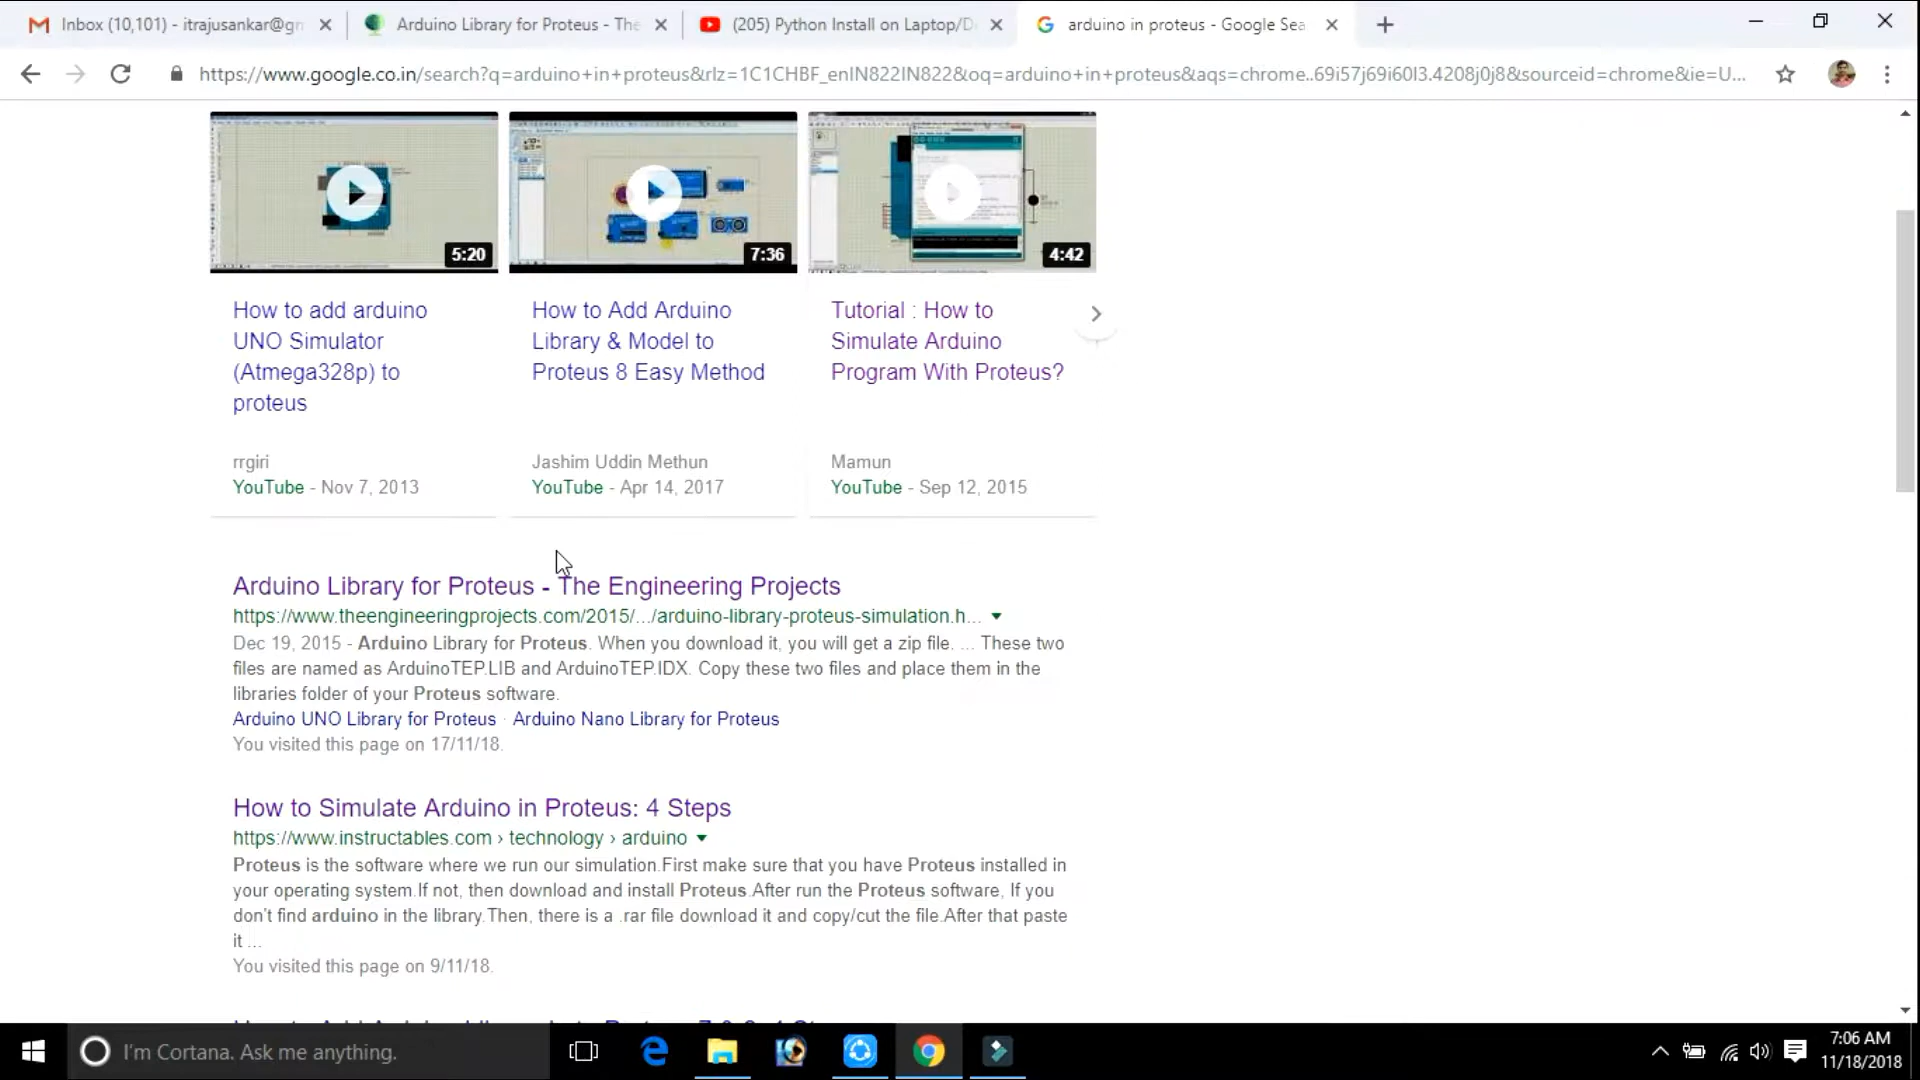 Inbox (10,101) - itrajusankar@gn
Arduino Library for Proteus - The
(205) Python Install on Laptop/De
arduino in proteus - Google Sea
https://www.google.co.in/search?q=arduino+in+proteus&rlz=1C1CHBF_enIN822IN822&oq=arduino+in+proteus&aqs=chrome..69i57j69i60l3.4208j0j8&sourceid=chrome&ie=U...
5:20
7:36
4:42
How to add arduino
UNO Simulator
(Atmega328p) to
proteus
rrgiri
YouTube - Nov 7, 2013
How to Add Arduino
Library & Model to
Proteus 8 Easy Method
Jashim Uddin Methun
YouTube - Apr 14, 2017
Tutorial : How to
Simulate Arduino
Program With Proteus?
Mamun
YouTube - Sep 12, 2015
Arduino Library for Proteus - The Engineering Projects
https://www.theengineeringprojects.com/2015/.../arduino-library-proteus-simulation.h...
Dec 19, 2015 - Arduino Library for Proteus. When you download it, you will get a zip file. ... These two
files are named as ArduinoTEP.LIB and ArduinoTEP.IDX. Copy these two files and place them in the
libraries folder of your Proteus software.
Arduino UNO Library for Proteus · Arduino Nano Library for Proteus
You visited this page on 17/11/18.
How to Simulate Arduino in Proteus: 4 Steps
https://www.instructables.com › technology › arduino
Proteus is the software where we run our simulation.First make sure that you have Proteus installed in
your operating system.If not, then download and install Proteus.After run the Proteus software, If you
don't find arduino in the library.Then, there is a .rar file download it and copy/cut the file.After that paste
it ...
You visited this page on 9/11/18.
I'm Cortana. Ask me anything.
7:06 AM
11/18/2018